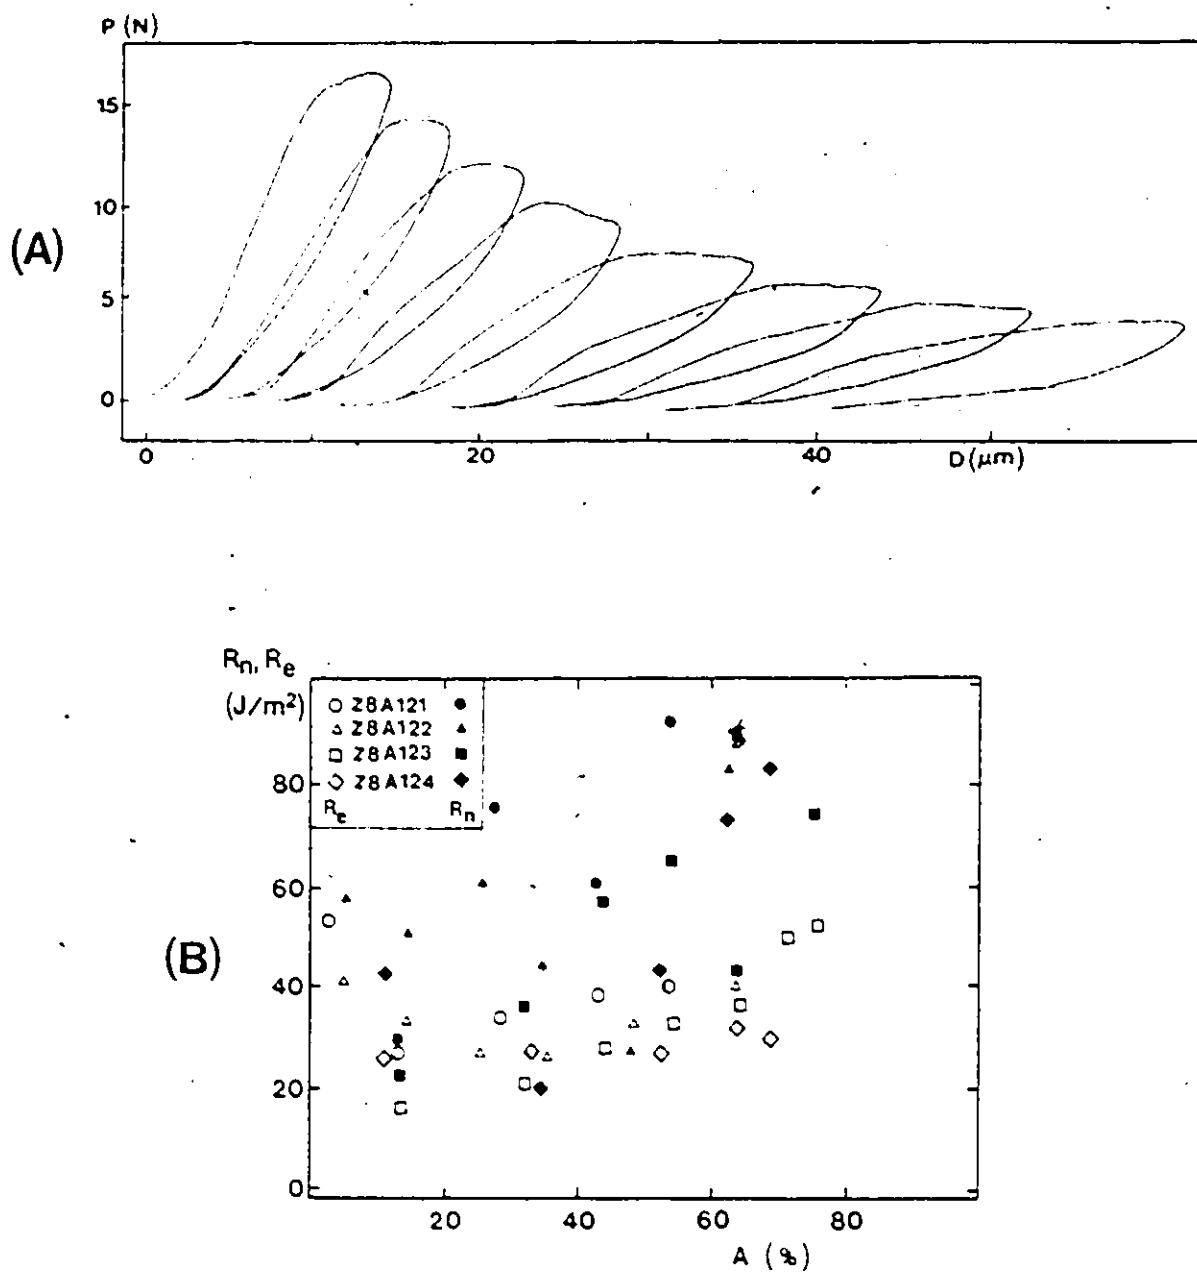 P (N)
15
10
(A)
5
0
0 20 40 D(μm)
Rn, Re
(J/m²)
Z8A121
Z8A122
Z8A123
Z8A124
Re Rn
80
60
(B)
40
20
0
20 40 60 80
A (%)